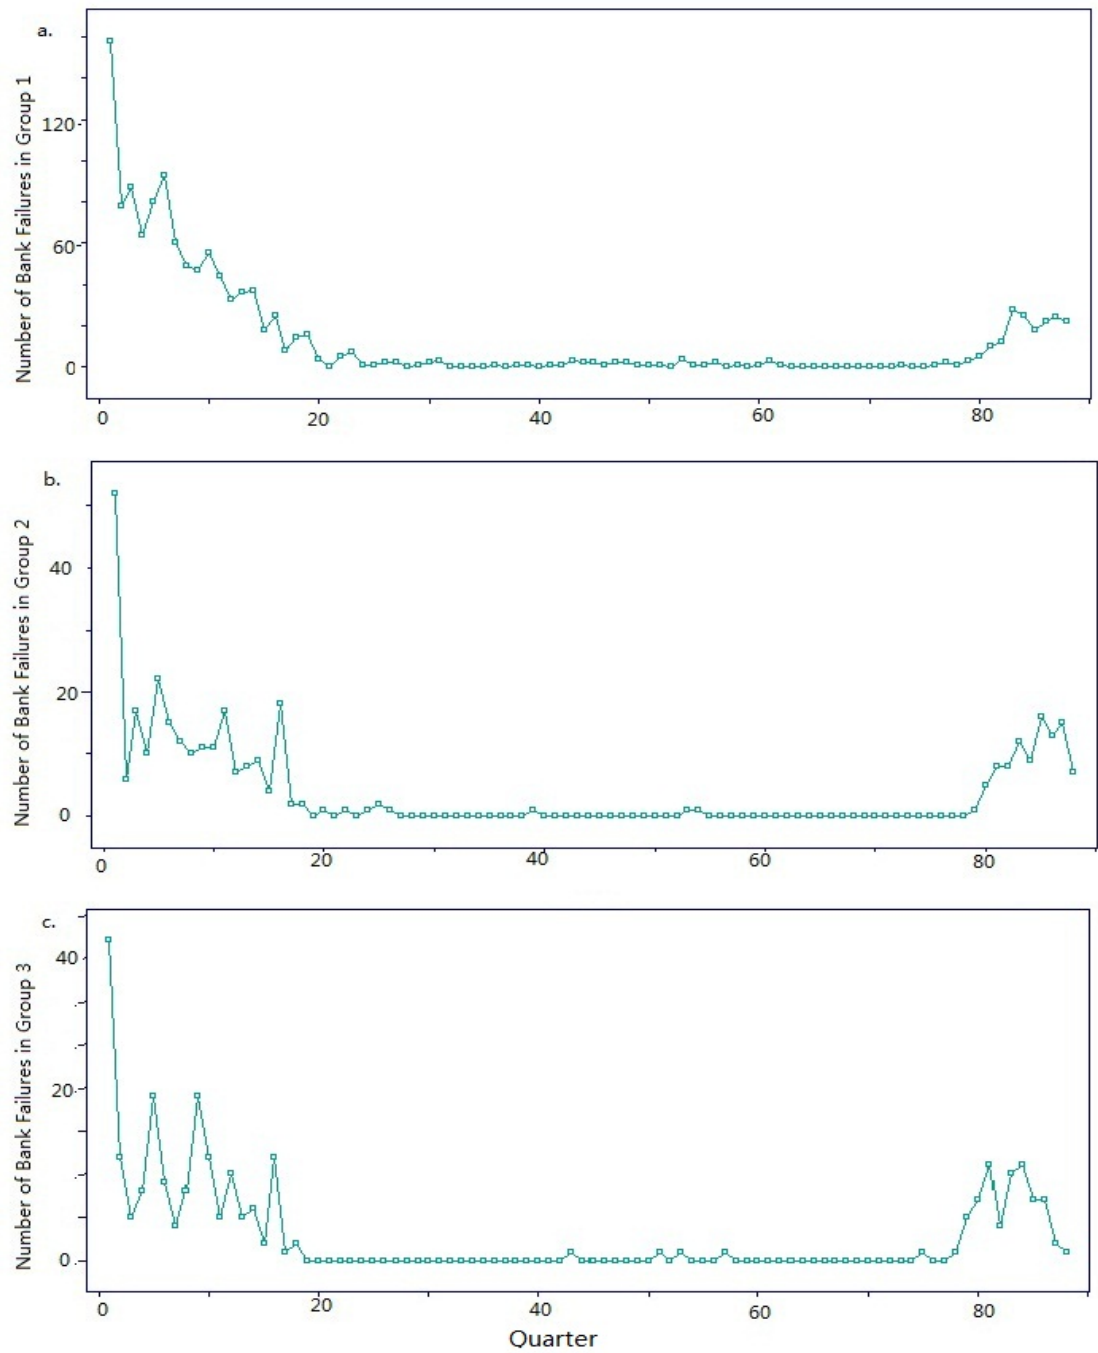 a.
Number of Bank Failures in Group 1
120
60
0
0 20 40 60 80
b.
Number of Bank Failures in Group 2
40
20
0
0 20 40 60 80
c.
Number of Bank Failures in Group 3
40
20
0
0 20 40 60 80
Quarter